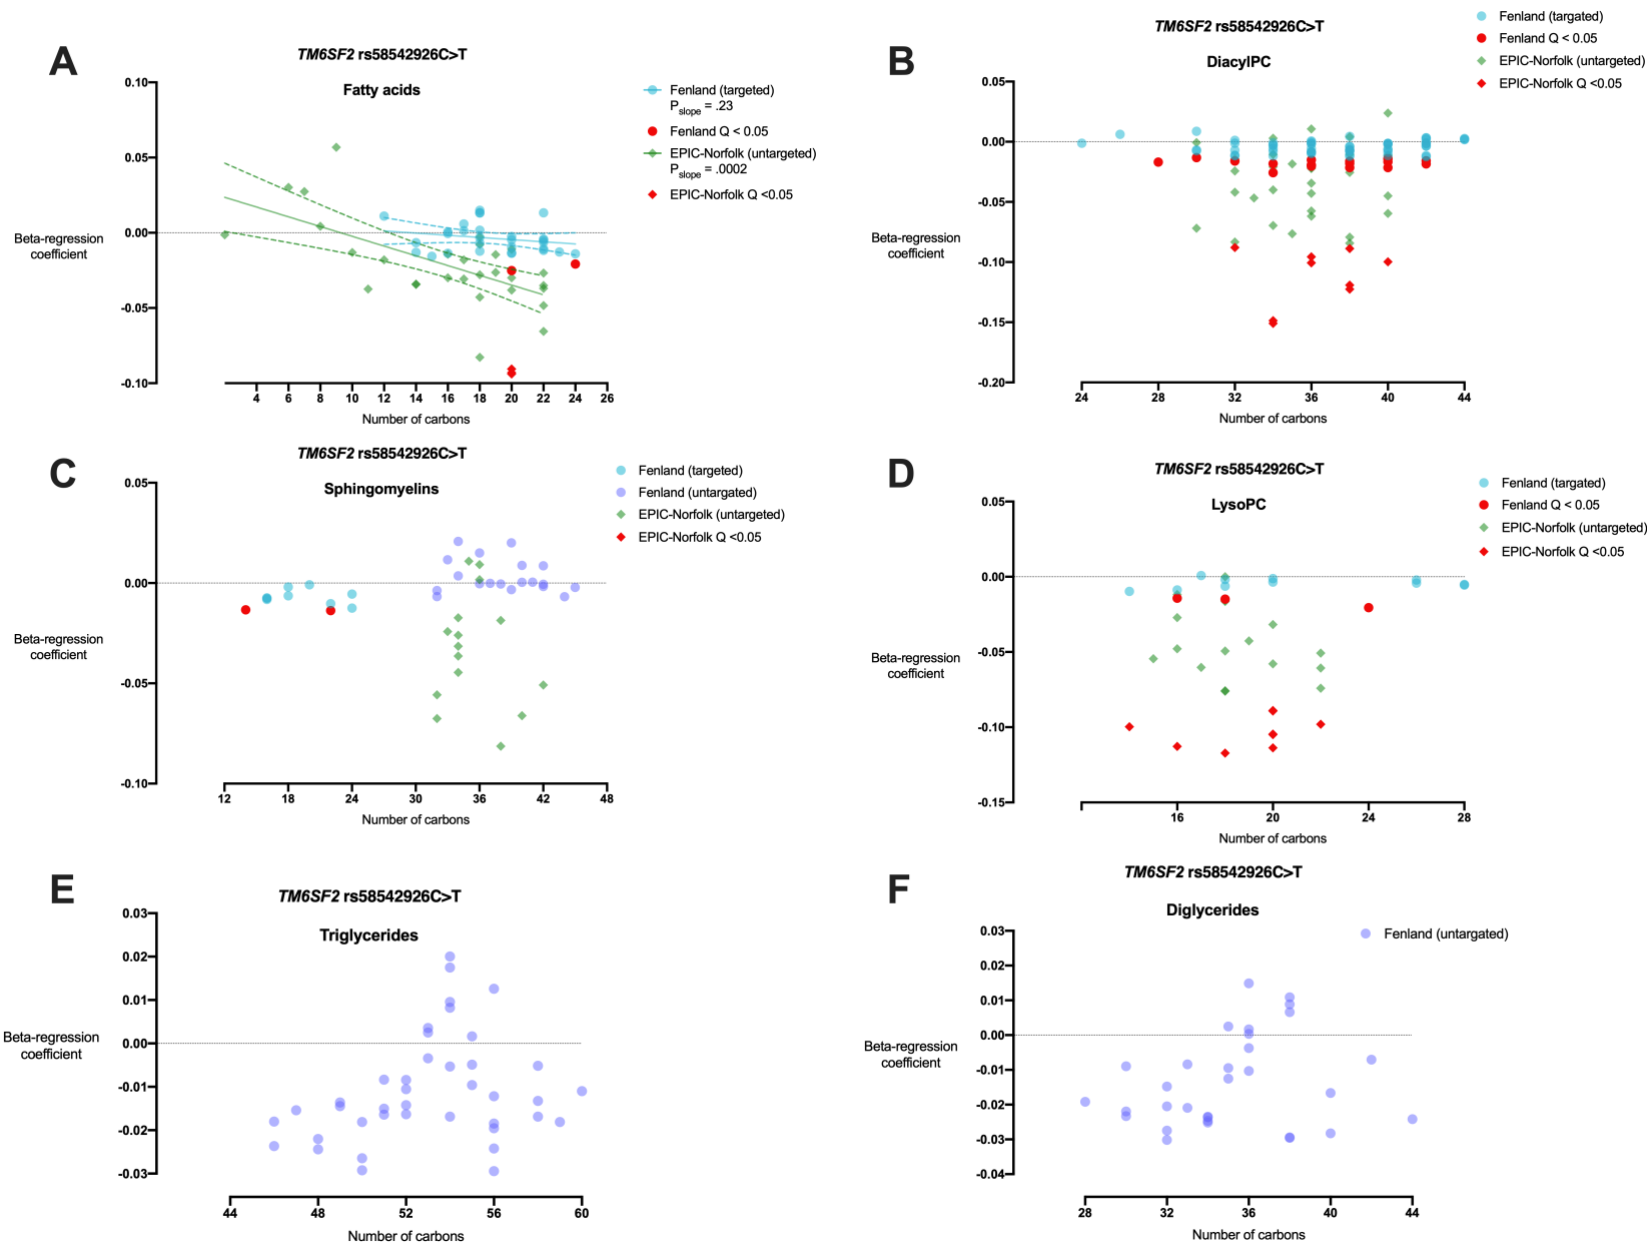 A
TM6SF2 rs58542926C>T
Fatty acids
0.10
0.05
0.00
-0.05
-0.10
Beta-regression
coefficient
4 6 8 10 12 14 16 18 20 22 24 26
Number of carbons
Fenland (targeted)
Pslope = .23
Fenland Q < 0.05
EPIC-Norfolk (untargeted)
Pslope = .0002
EPIC-Norfolk Q <0.05
B
TM6SF2 rs58542926C>T
DiacylPC
0.05
0.00
-0.05
-0.10
-0.15
-0.20
Beta-regression
coefficient
24 28 32 36 40 44
Number of carbons
Fenland (targated)
Fenland Q < 0.05
EPIC-Norfolk (untargeted)
EPIC-Norfolk Q <0.05
C
TM6SF2 rs58542926C>T
Sphingomyelins
0.05
0.00
-0.05
-0.10
Beta-regression
coefficient
12 18 24 30 36 42 48
Number of carbons
Fenland (targeted)
Fenland (untargated)
EPIC-Norfolk (untargeted)
EPIC-Norfolk Q <0.05
D
TM6SF2 rs58542926C>T
LysoPC
0.05
0.00
-0.05
-0.10
-0.15
Beta-regression
coefficient
16 20 24 28
Number of carbons
Fenland (targated)
Fenland Q < 0.05
EPIC-Norfolk (untargeted)
EPIC-Norfolk Q <0.05
E
TM6SF2 rs58542926C>T
Triglycerides
0.03
0.02
0.01
0.00
-0.01
-0.02
-0.03
Beta-regression
coefficient
44 48 52 56 60
Number of carbons
F
TM6SF2 rs58542926C>T
Diglycerides
Fenland (untargated)
0.03
0.02
0.01
0.00
-0.01
-0.02
-0.03
-0.04
Beta-regression
coefficient
28 32 36 40 44
Number of carbons